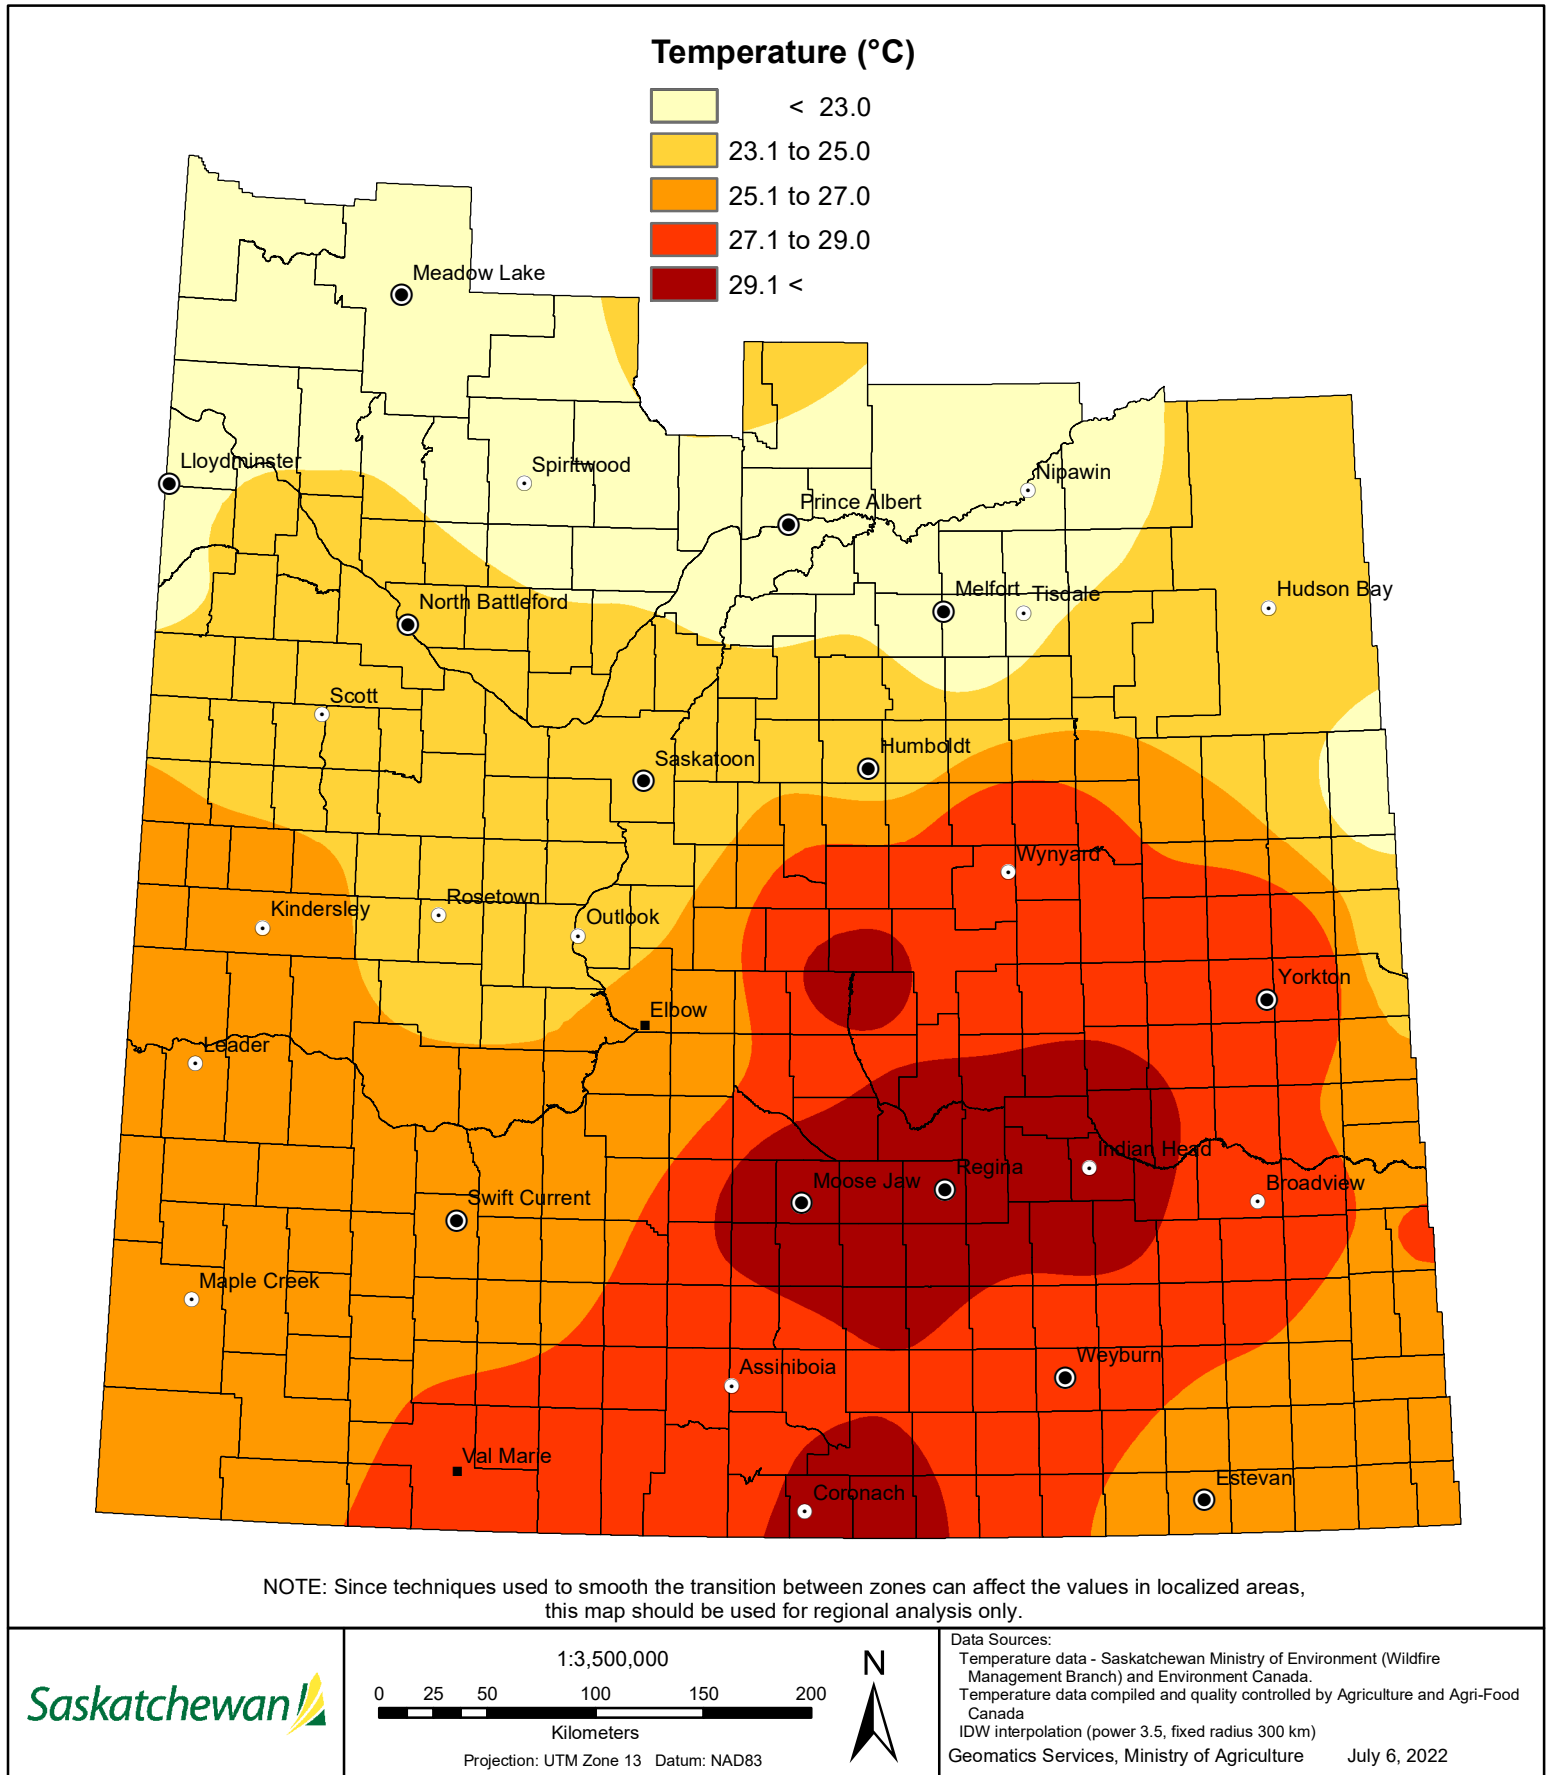 Temperature (°C)
< 23.0
23.1 to 25.0
25.1 to 27.0
27.1 to 29.0
29.1 <
Meadow Lake
Lloydminster
Spiritwood
Nipawin
Prince Albert
Melfort
Tisdale
Hudson Bay
North Battleford
Scott
Humboldt
Saskatoon
Wynyard
Rosetown
Kindersley
Outlook
Yorkton
Elbow
Leader
Indian Head
Regina
Moose Jaw
Broadview
Swift Current
Maple Creek
Weyburn
Assiniboia
Val Marie
Estevan
Coronach
NOTE: Since techniques used to smooth the transition between zones can affect the values in localized areas,
this map should be used for regional analysis only.
Saskatchewan
1:3,500,000
0 25 50 100 150 200
Kilometers
Projection: UTM Zone 13 Datum: NAD83
N
Data Sources:
Temperature data - Saskatchewan Ministry of Environment (Wildfire
Management Branch) and Environment Canada.
Temperature data compiled and quality controlled by Agriculture and Agri-Food
Canada
IDW interpolation (power 3.5, fixed radius 300 km)
Geomatics Services, Ministry of Agriculture July 6, 2022